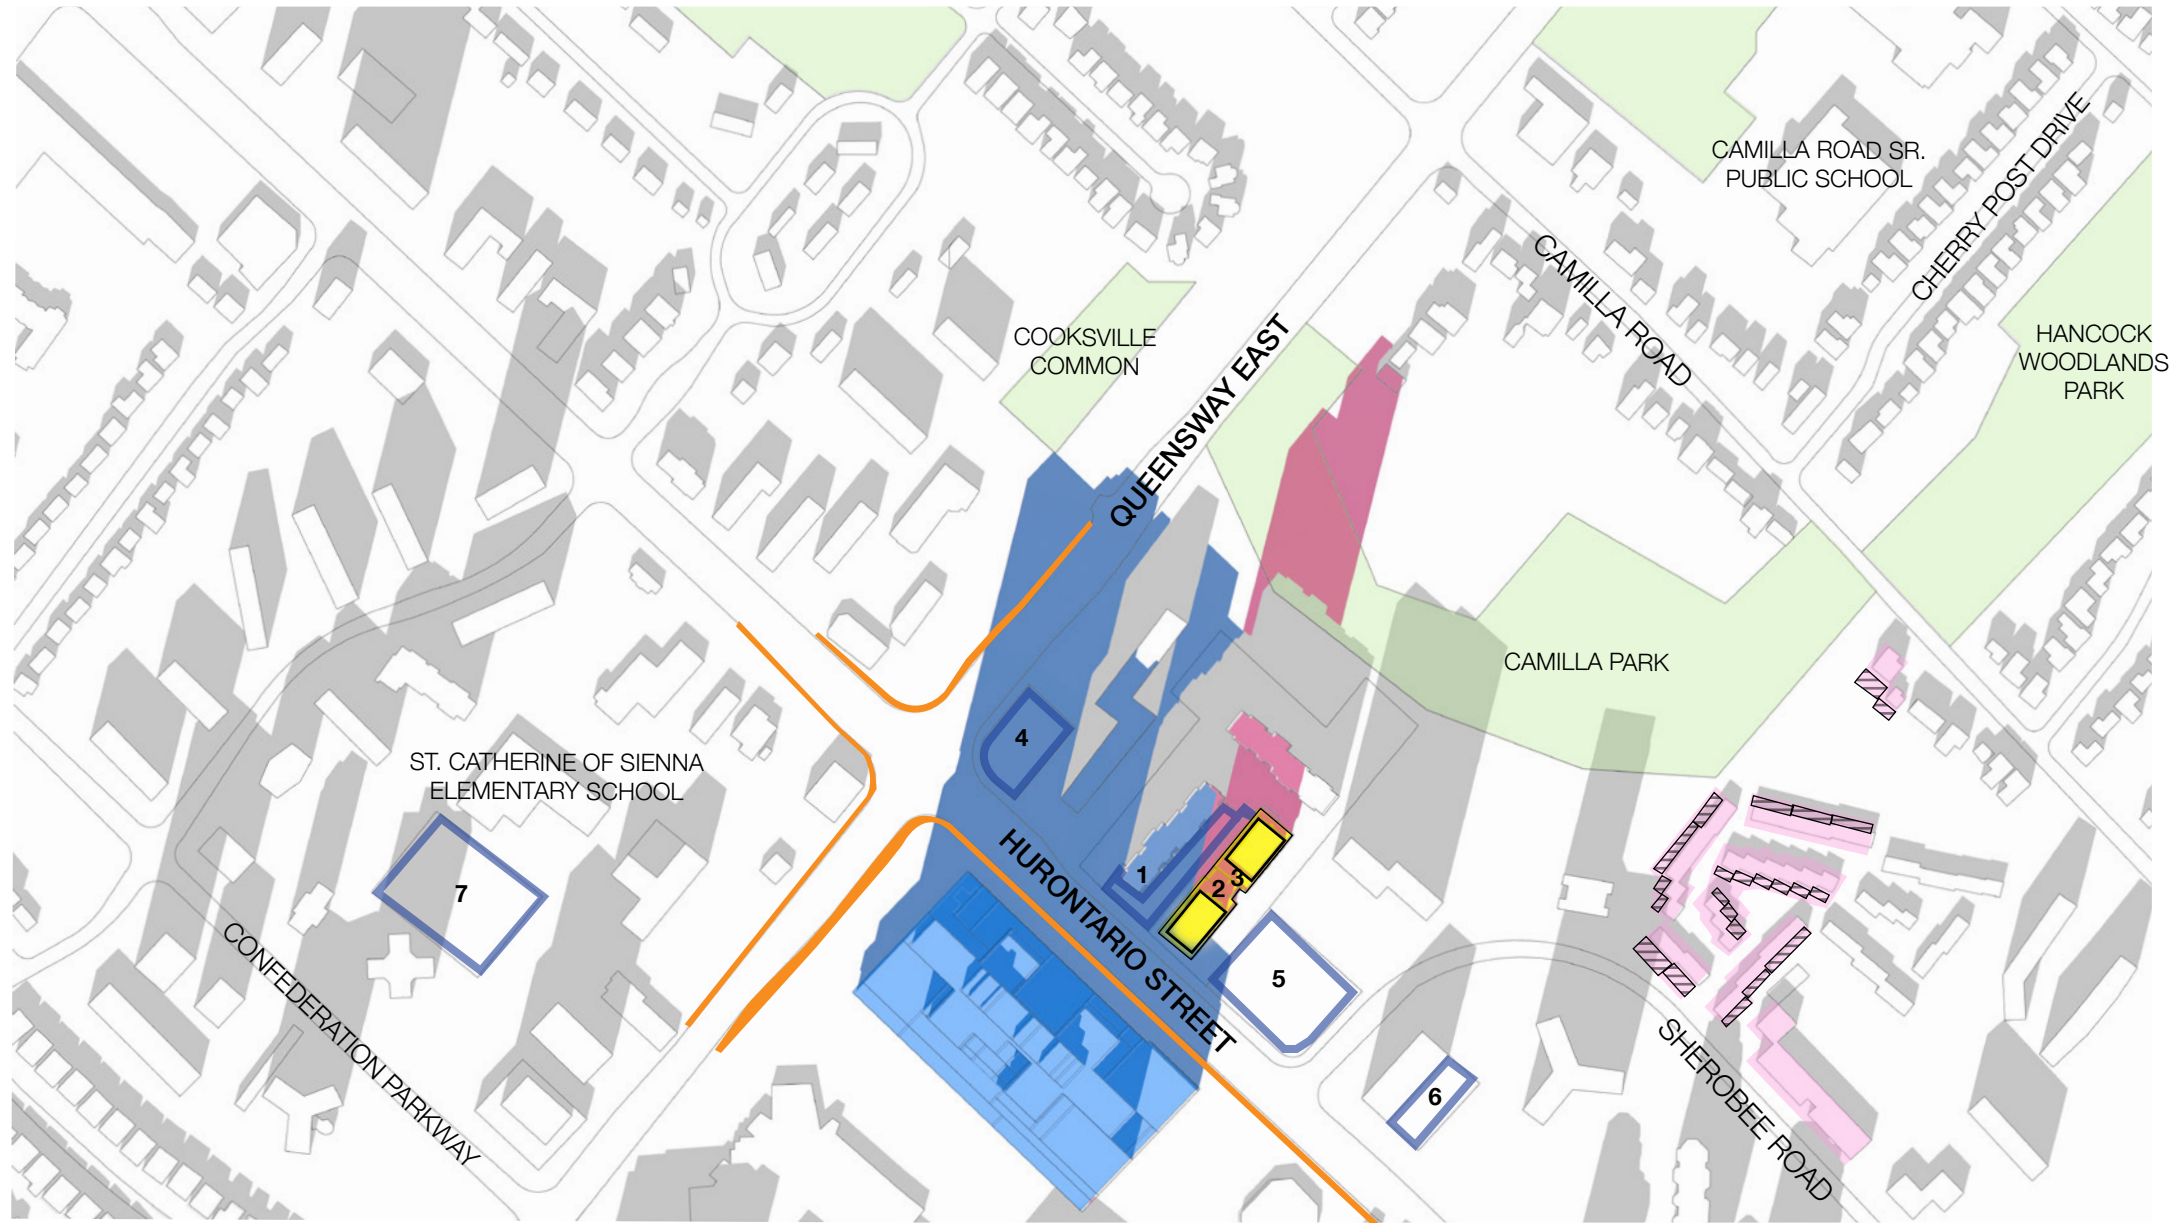 CAMILLA ROAD SR.
PUBLIC SCHOOL
CHERRY POST DRIVE
CAMILLA ROAD
HANCOCK
WOODLANDS
PARK
COOKSVILLE
COMMON
QUEENSWAY EAST
CAMILLA PARK
ST. CATHERINE OF SIENNA
ELEMENTARY SCHOOL
4
HURONTARIO STREET
1
2
3
7
5
6
CONFEDERATION PARKWAY
SHEROBEE ROAD